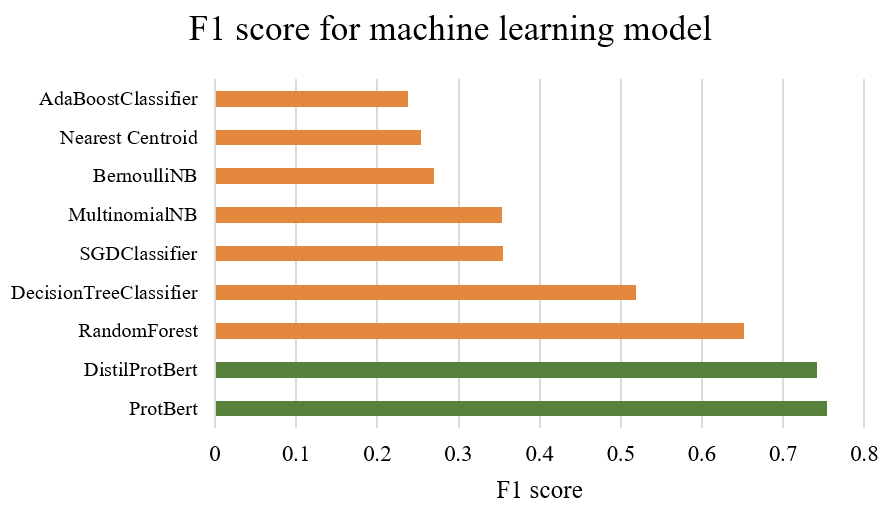 F1 score for machine learning model
AdaBoostClassifier
Nearest Centroid
BernoulliNB
MultinomialNB
SGDClassifier
DecisionTreeClassifier
RandomForest
DistilProtBert
ProtBert
0 0.1 0.2 0.3 0.4 0.5 0.6 0.7 0.8
F1 score